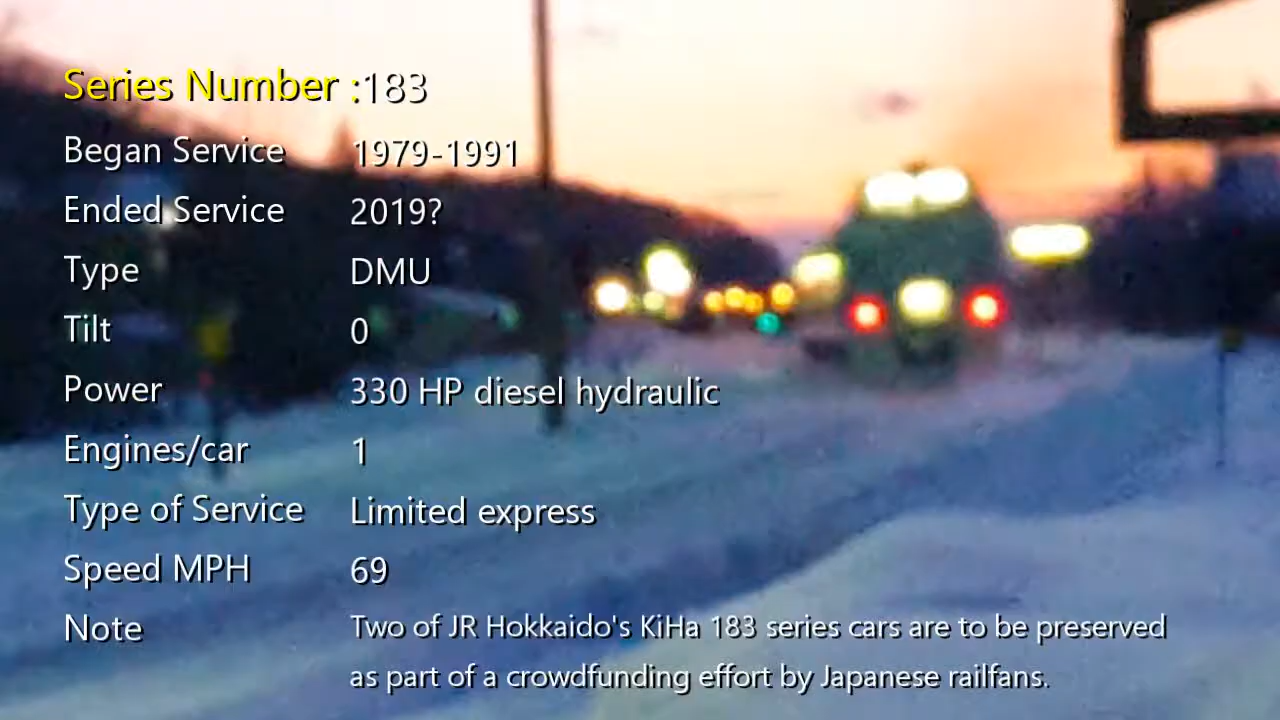 Series Number :183
Began Service 1979-1991
Ended Service 2019?
Type DMU
Tilt 0
Power 330 HP diesel hydraulic
Engines/car 1
Type of Service Limited express
Speed MPH 69
Note Two of JR Hokkaido's KiHa 183 series cars are to be preserved
as part of a crowdfunding effort by Japanese railfans.